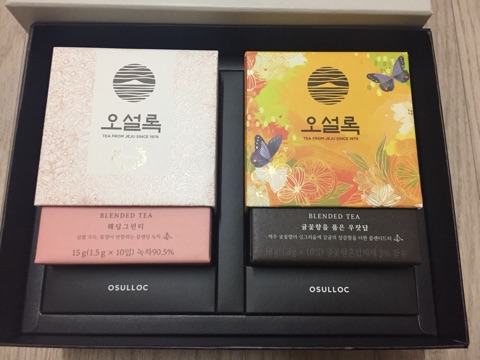 오설록
TEA FROM JEJU SINCE 1979
BLENDED TEA
웨딩그린티
15 g (1.5 g × 10입) 녹차90.5%
OSULLOC
오설록
TEA FROM JEJU SINCE 1979
BLENDED TEA
귤꽃향을 품은 우잣담
OSULLOC